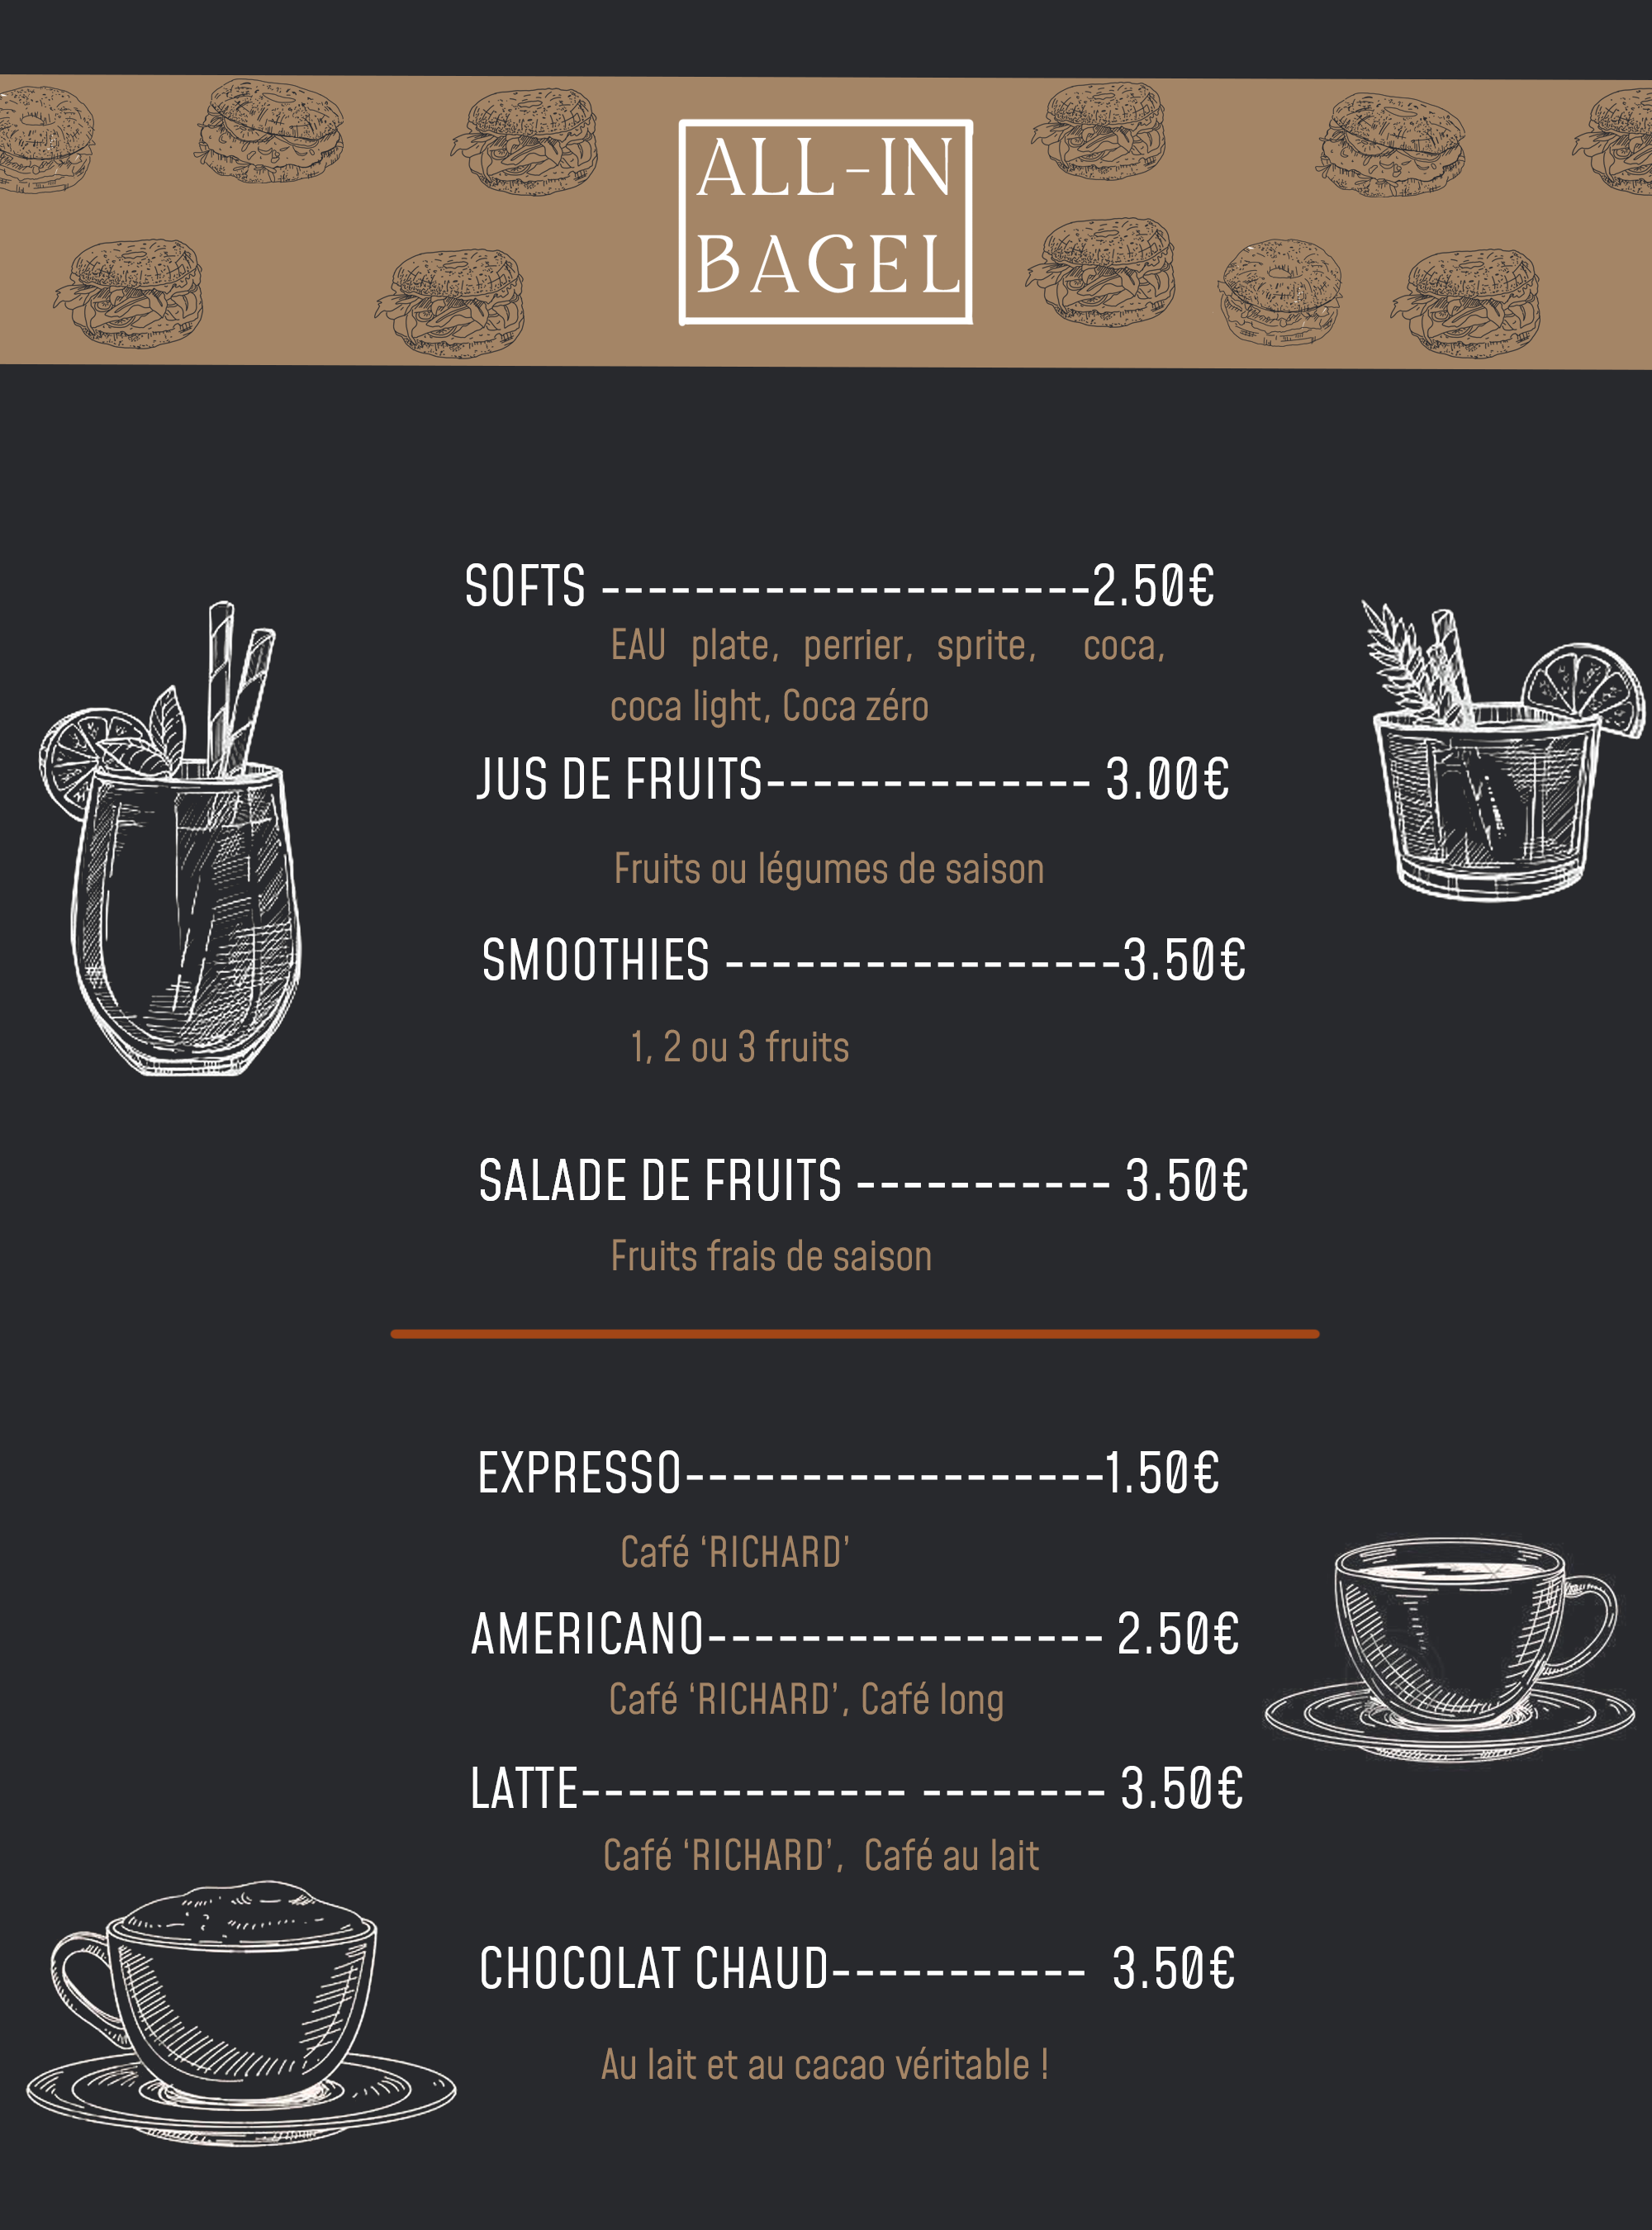 ALL-IN
BAGEL
SOFTS ---------------------2.50€
EAU plate, perrier, sprite, coca,
coca light, Coca zéro
JUS DE FRUITS-------------- 3.00€
Fruits ou légumes de saison
SMOOTHIES -----------------3.50€
1, 2 ou 3 fruits
SALADE DE FRUITS ----------- 3.50€
Fruits frais de saison
EXPRESSO------------------1.50€
Café ‘RICHARD’
AMERICANO----------------- 2.50€
Café ‘RICHARD’, Café long
LATTE-------------- -------- 3.50€
Café ‘RICHARD’, Café au lait
CHOCOLAT CHAUD----------- 3.50€
Au lait et au cacao véritable !